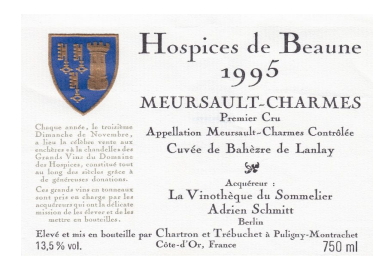 Hospices de Beaune
1995
MEURSAULT-CHARMES
Premier Cru
Appellation Meursault-Charmes Contrôlée
Cuvée de Bahèzre de Lanlay
Chaque année, le troisième
Dimanche de Novembre,
a lieu la célèbre vente aux
enchères à la chandelle des
Grands Vins du Domaine
des Hospices, constitué tout
au long des siècles grâce à
de généreuses donations.
Ces grands vins en tonneaux
sont pris en charge par les
acquéreurs qui ont la délicate
mission de les élever et de les
mettre en bouteilles.
Acquéreur :
La Vinothèque du Sommelier
Adrien Schmitt
Berlin
Elevé et mis en bouteille par Chartron et Trébuchet à Puligny-Montrachet
13,5 % vol.
Côte-d'Or, France
750 ml